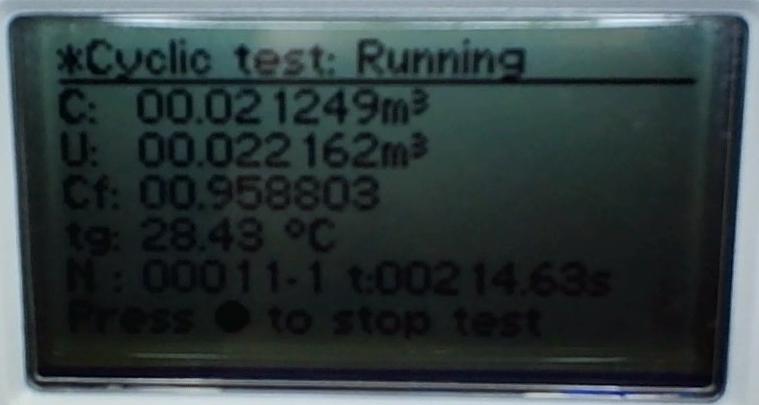 *Cyclic test: Running
C: 00.021249m³
U: 00.022162m³
Cf: 00.958803
tg: 28.43 °C
N : 00011-1 t:00214.63s
Press ● to stop test